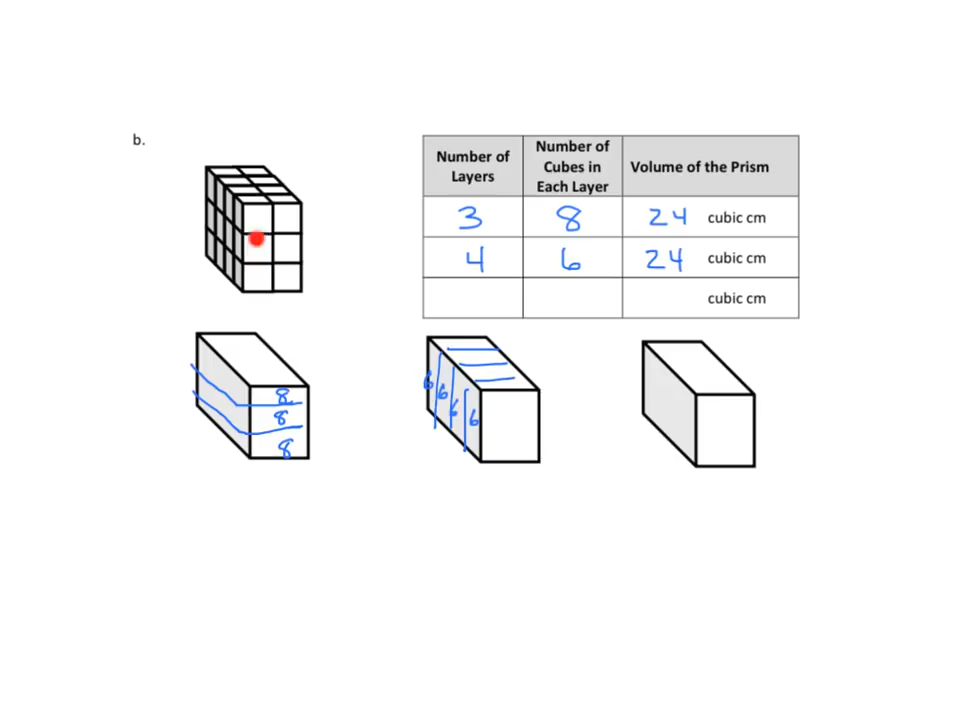 b.
Number of Layers
Number of Cubes in Each Layer
Volume of the Prism
3 8 24 cubic cm
4 6 24 cubic cm
cubic cm
8
8
8
6 6 6 6